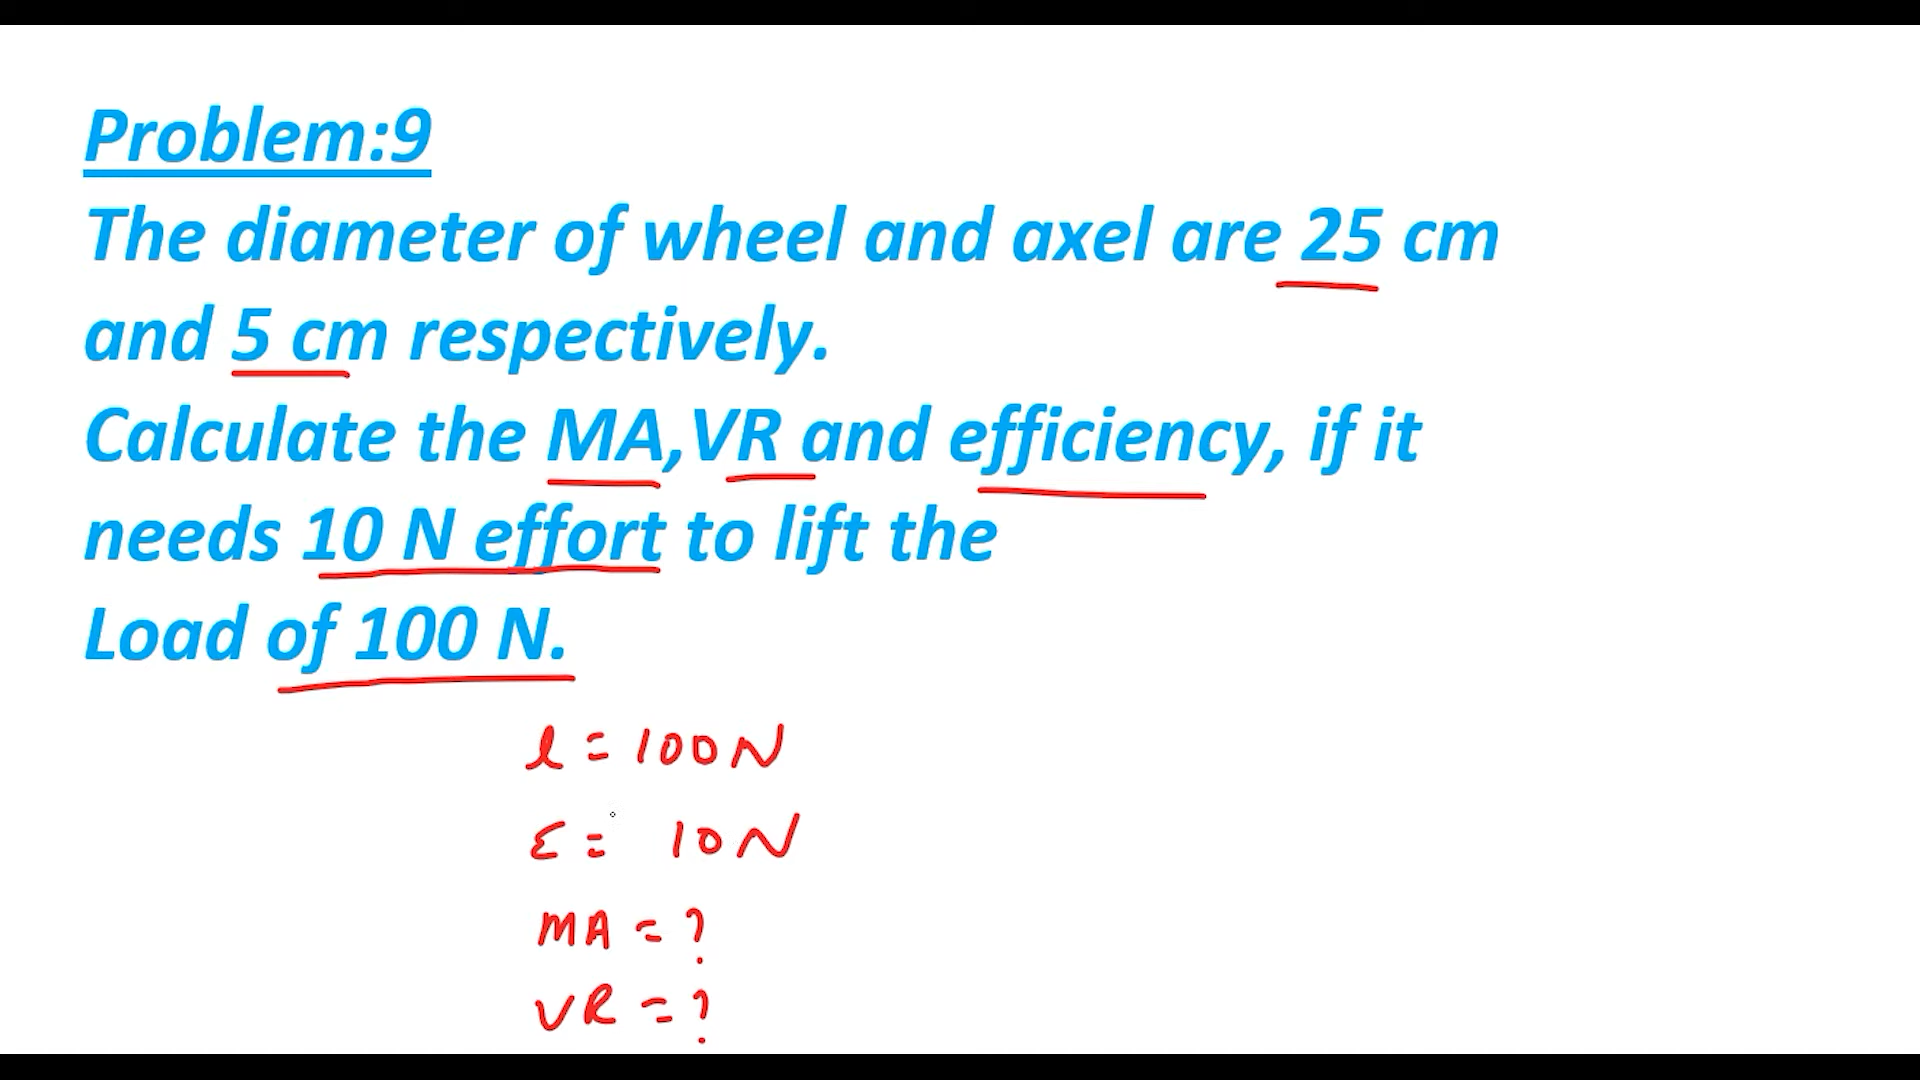 Problem:9
The diameter of wheel and axel are 25 cm
and 5 cm respectively.
Calculate the MA,VR and efficiency, if it
needs 10 N effort to lift the
Load of 100 N.
l = 100N
ε = 10N
MA = ?
VR = ?